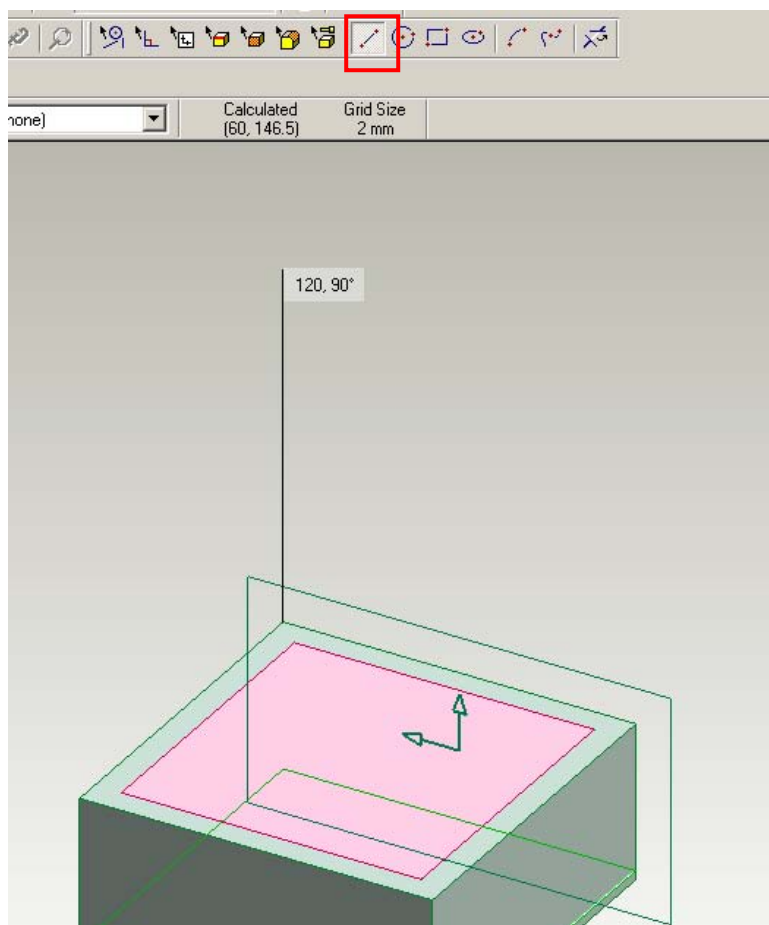 none)
Calculated
(60, 146.5)
Grid Size
2 mm
120, 90°